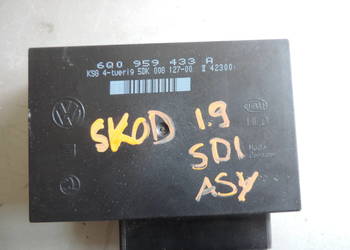 6Q0 959 433 A
KSG 4-tuerig 5DK 008 127-00
SKOD 1.9
SDI
ASY